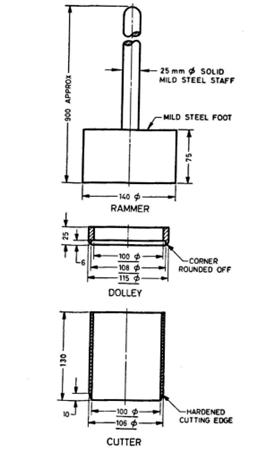 900 APPROX
25 mm ϕ SOLID
MILD STEEL STAFF
MILD STEEL FOOT
75
140 ϕ
RAMMER
25
6
100 ϕ
108 ϕ
115 ϕ
CORNER
ROUNDED OFF
DOLLEY
130
10
100 ϕ
106 ϕ
HARDENED
CUTTING EDGE
CUTTER